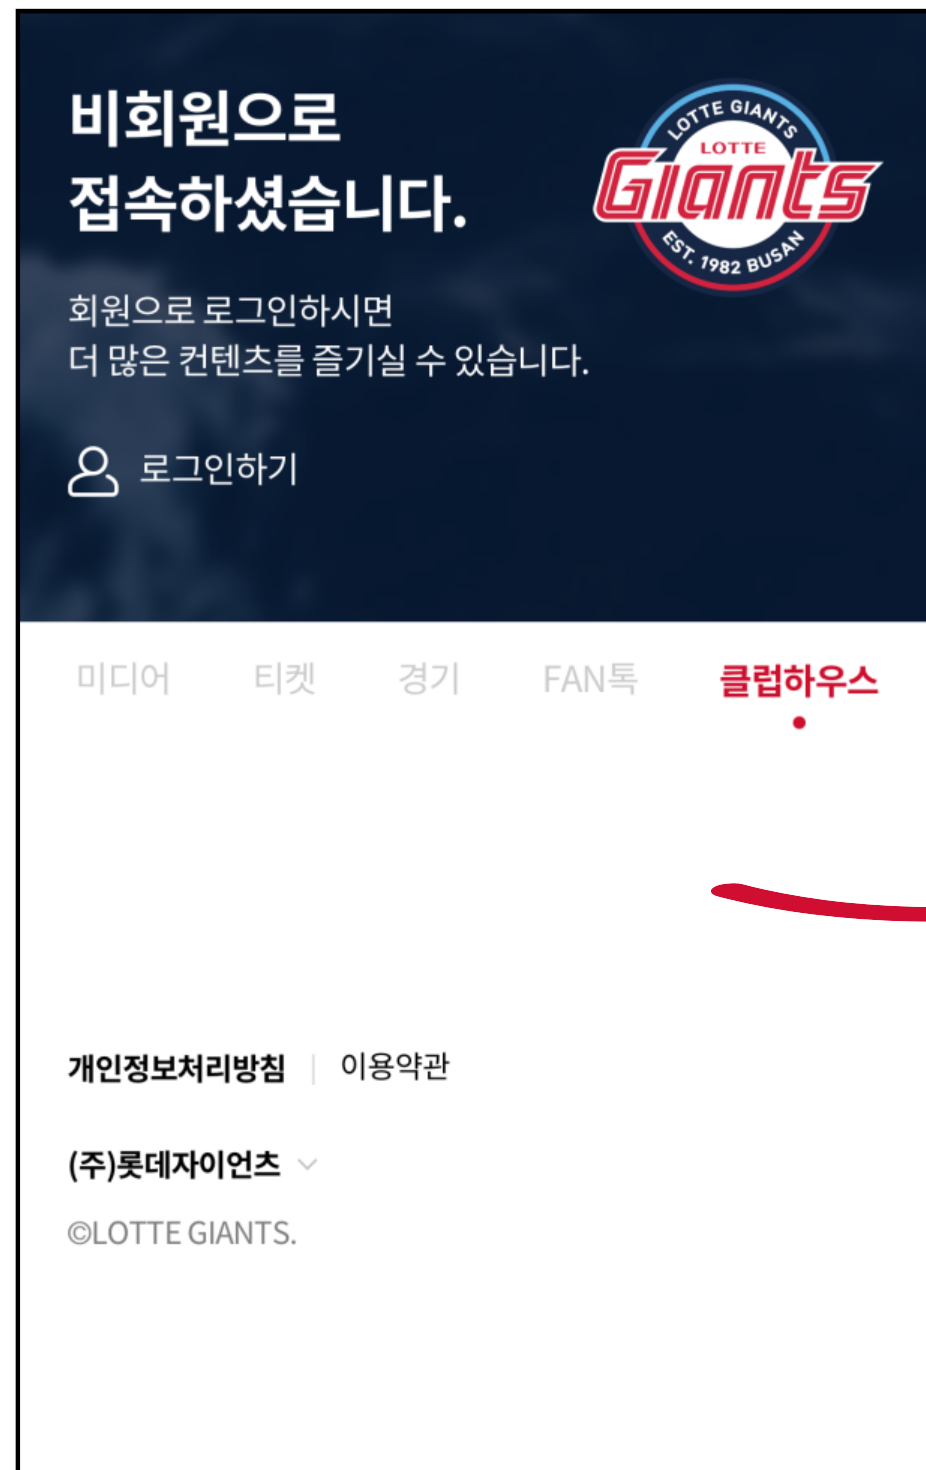 비회원으로
접속하셨습니다.
LOTTE GIANTS
LOTTE
Giants
EST. 1982 BUSAN
회원으로 로그인하시면
더 많은 컨텐츠를 즐기실 수 있습니다.
로그인하기
미디어 티켓 경기 FAN톡 클럽하우스
개인정보처리방침 | 이용약관
(주)롯데자이언츠
©LOTTE GIANTS.